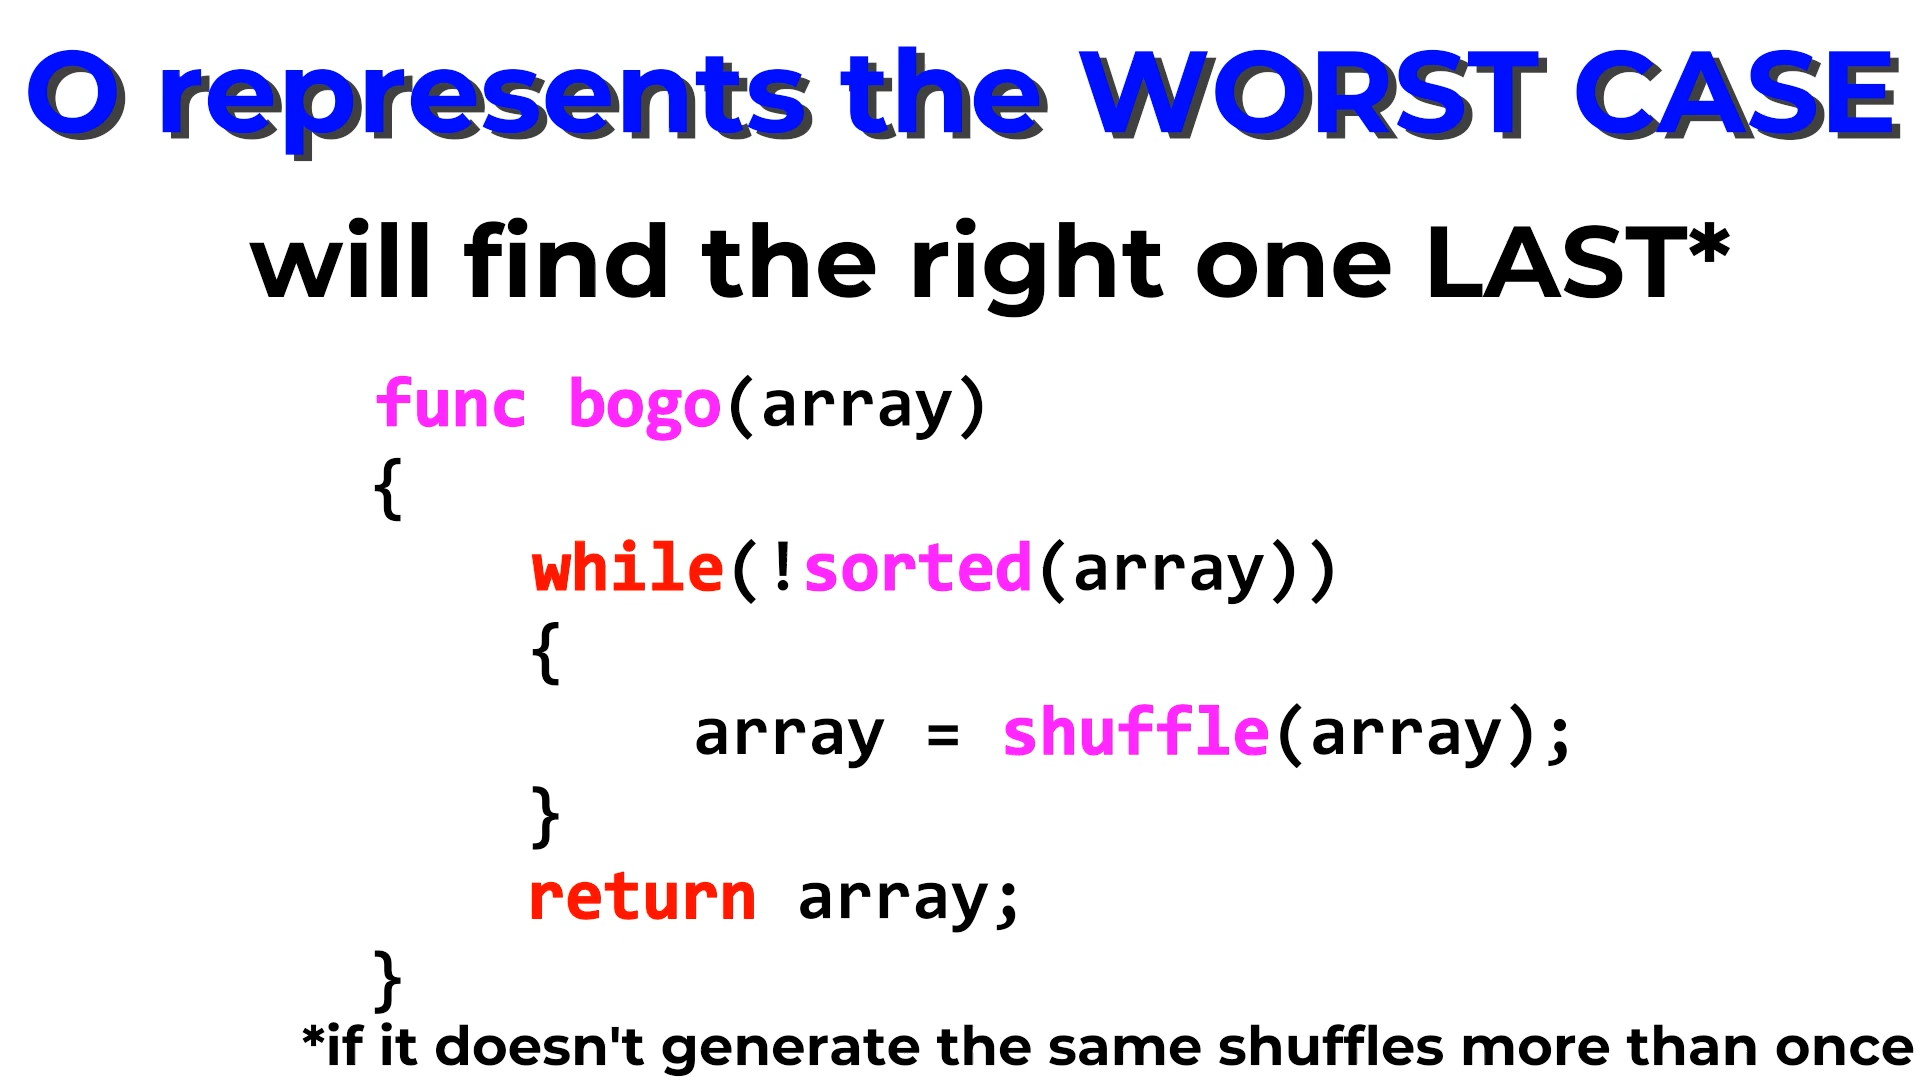 O represents the WORST CASE
will find the right one LAST*
func bogo(array)
{
while(!sorted(array))
{
array = shuffle(array);
}
return array;
}
*if it doesn't generate the same shuffles more than once